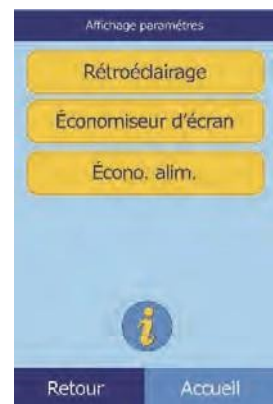 Affichage paramètres
Rétroéclairage
Économiseur d'écran
Écono. alim.
i
Retour Accueil